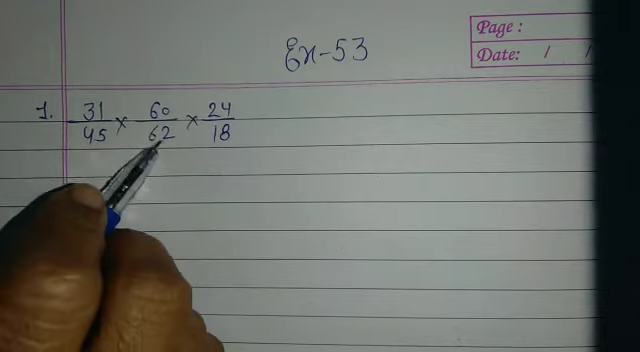 Page :
Ex-53
Date: / /
1. 31/45 × 60/62 × 24/18